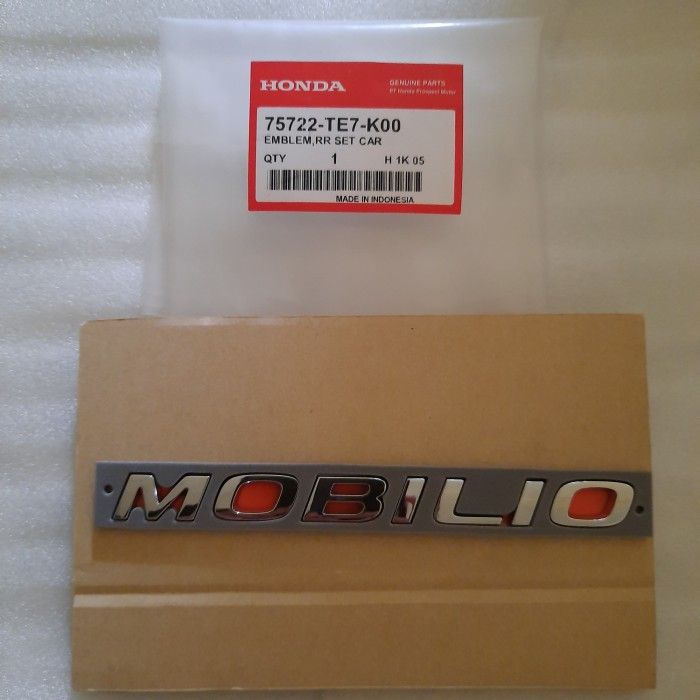 HONDA
GENUINE PARTS
PT Honda Prospect Motor
75722-TE7-K00
EMBLEM,RR SET CAR
QTY 1 H 1K 05
MADE IN INDONESIA
MOBILIO